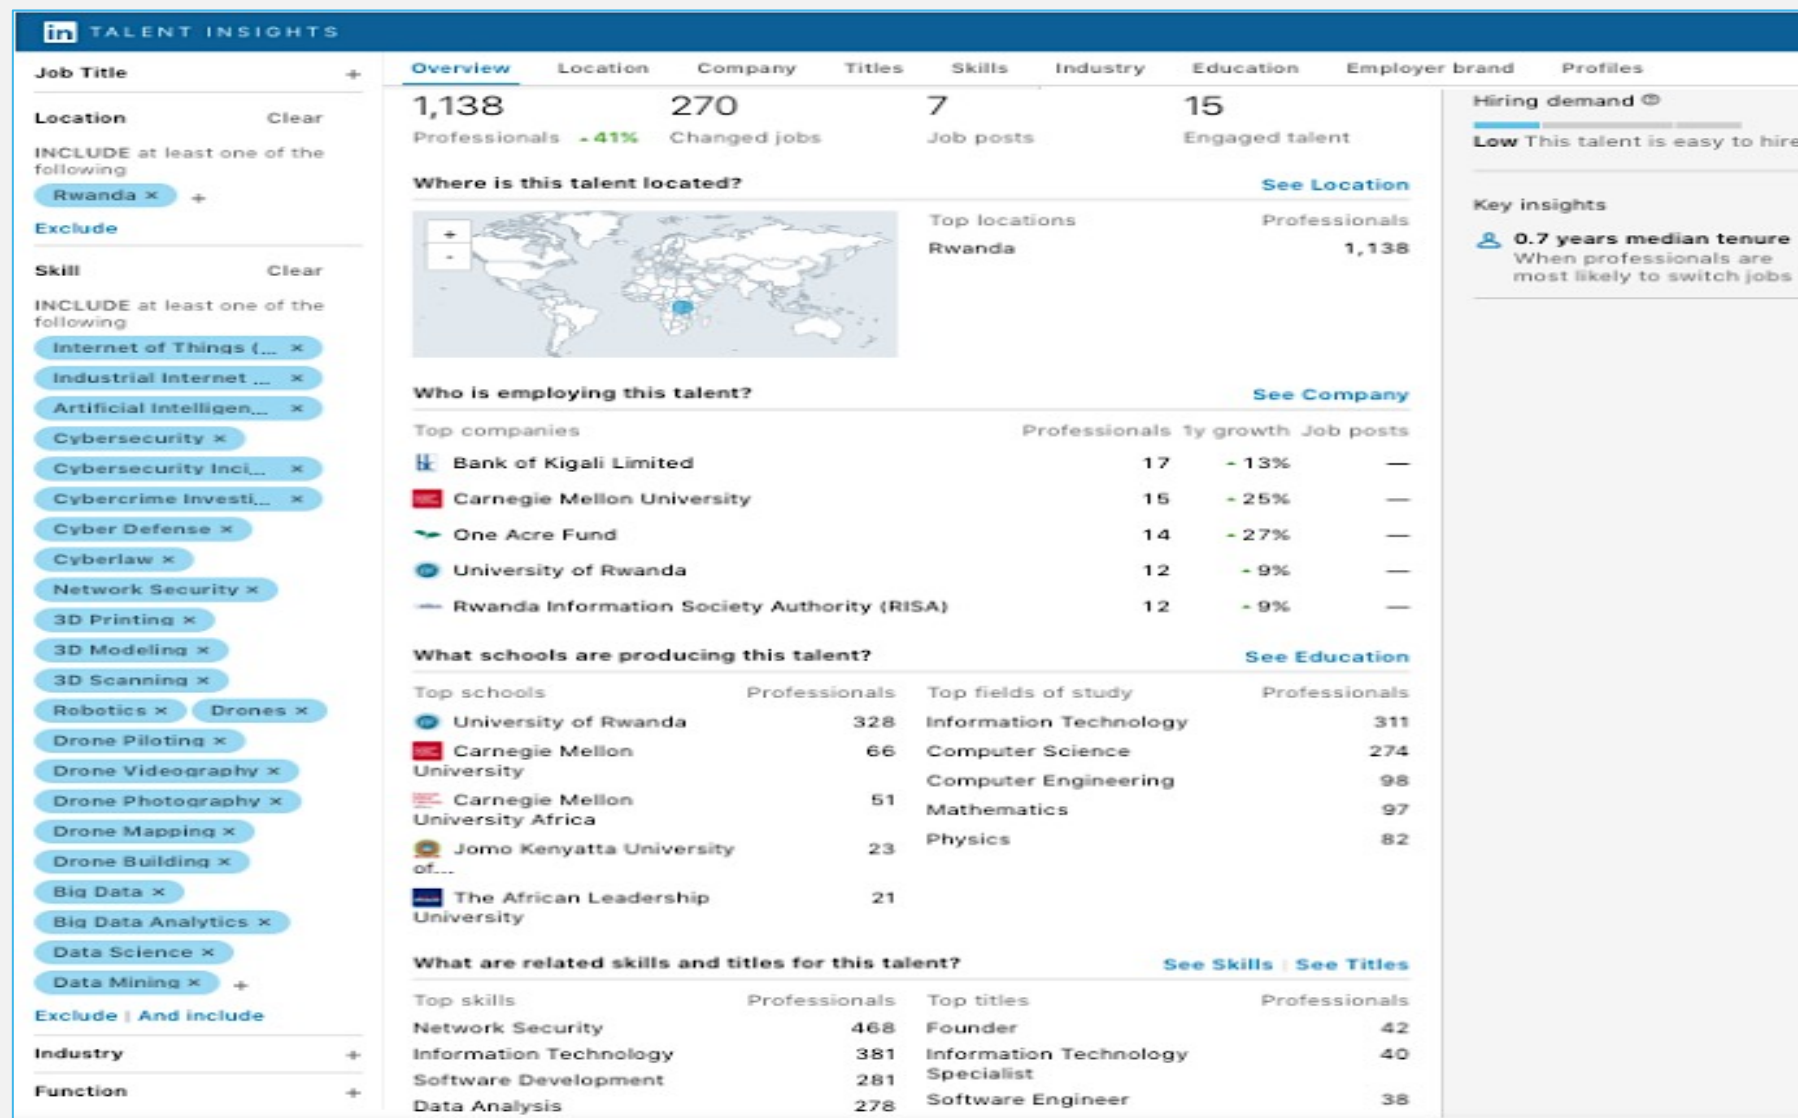 in TALENT INSIGHTS
Job Title +
Location Clear
INCLUDE at least one of the
following
Rwanda × +
Exclude
Skill Clear
INCLUDE at least one of the
following
Internet of Things (... ×
Industrial Internet ... ×
Artificial Intelligen... ×
Cybersecurity ×
Cybersecurity Inci... ×
Cybercrime Investi... ×
Cyber Defense ×
Cyberlaw ×
Network Security ×
3D Printing ×
3D Modeling ×
3D Scanning ×
Robotics × Drones ×
Drone Piloting ×
Drone Videography ×
Drone Photography ×
Drone Mapping ×
Drone Building ×
Big Data ×
Big Data Analytics ×
Data Science ×
Data Mining × +
Exclude | And include
Industry +
Function +
Overview Location Company Titles Skills Industry Education Employer brand Profiles
1,138 270 7 15
Professionals 41% Changed jobs Job posts Engaged talent
Where is this talent located? See Location
+
-
Top locations Professionals
Rwanda 1,138
Who is employing this talent? See Company
Top companies Professionals 1y growth Job posts
Bank of Kigali Limited 17 13% —
Carnegie Mellon University 15 25% —
One Acre Fund 14 27% —
University of Rwanda 12 9% —
Rwanda Information Society Authority (RISA) 12 9% —
What schools are producing this talent? See Education
Top schools Professionals
University of Rwanda 328
Carnegie Mellon 66
University
Carnegie Mellon 51
University Africa
Jomo Kenyatta University 23
of...
The African Leadership 21
University
Top fields of study Professionals
Information Technology 311
Computer Science 274
Computer Engineering 98
Mathematics 97
Physics 82
What are related skills and titles for this talent? See Skills | See Titles
Top skills Professionals
Network Security 468
Information Technology 381
Software Development 281
Data Analysis 278
Top titles Professionals
Founder 42
Information Technology 40
Specialist
Software Engineer 38
Hiring demand
Low This talent is easy to hire
Key insights
0.7 years median tenure
When professionals are
most likely to switch jobs